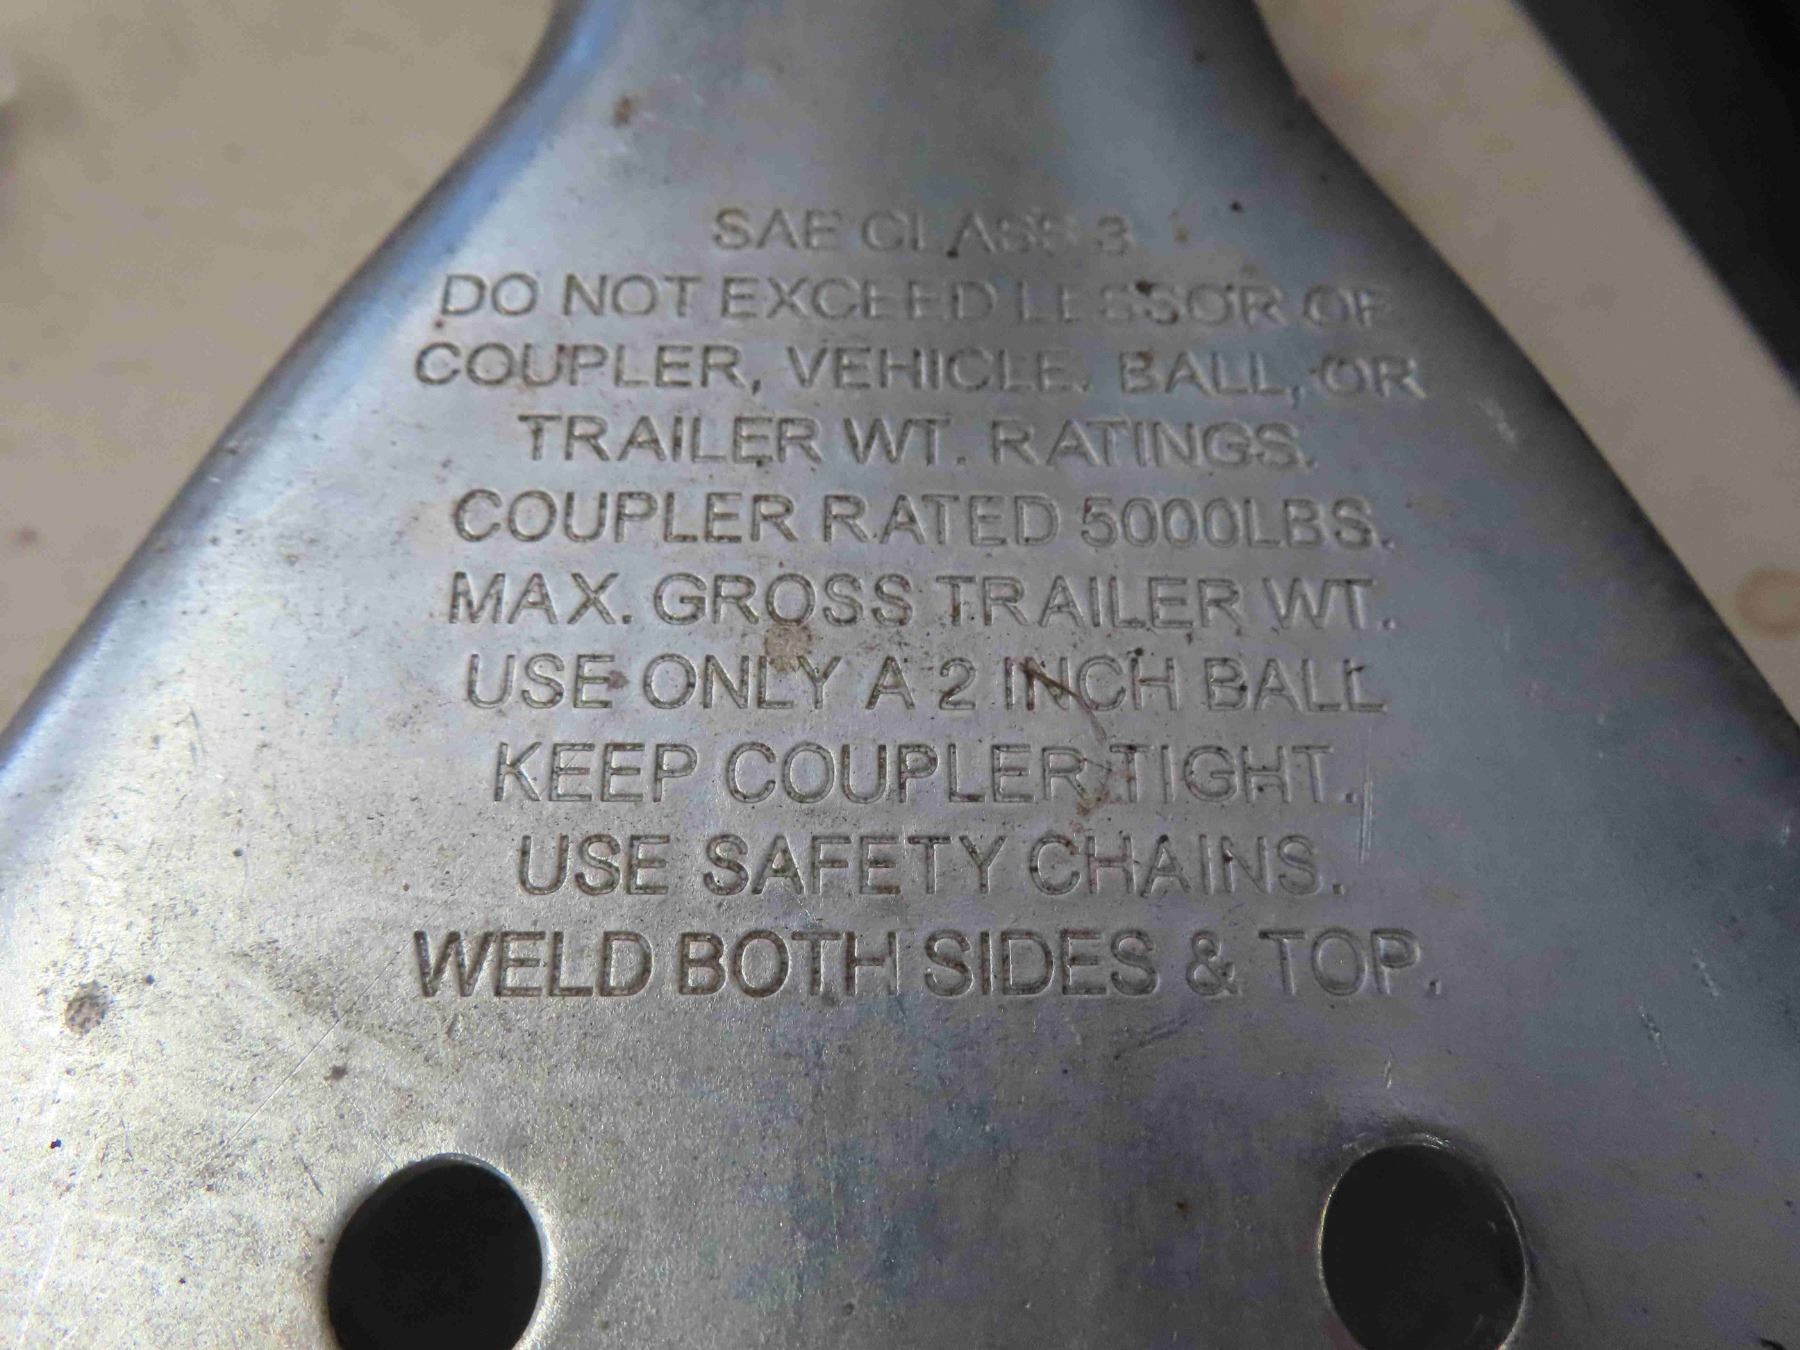 SAE CLASS 3
DO NOT EXCEED LESSOR OF
COUPLER, VEHICLE, BALL, OR
TRAILER WT. RATINGS.
COUPLER RATED 5000LBS.
MAX. GROSS TRAILER WT.
USE ONLY A 2 INCH BALL
KEEP COUPLER TIGHT.
USE SAFETY CHAINS.
WELD BOTH SIDES & TOP.